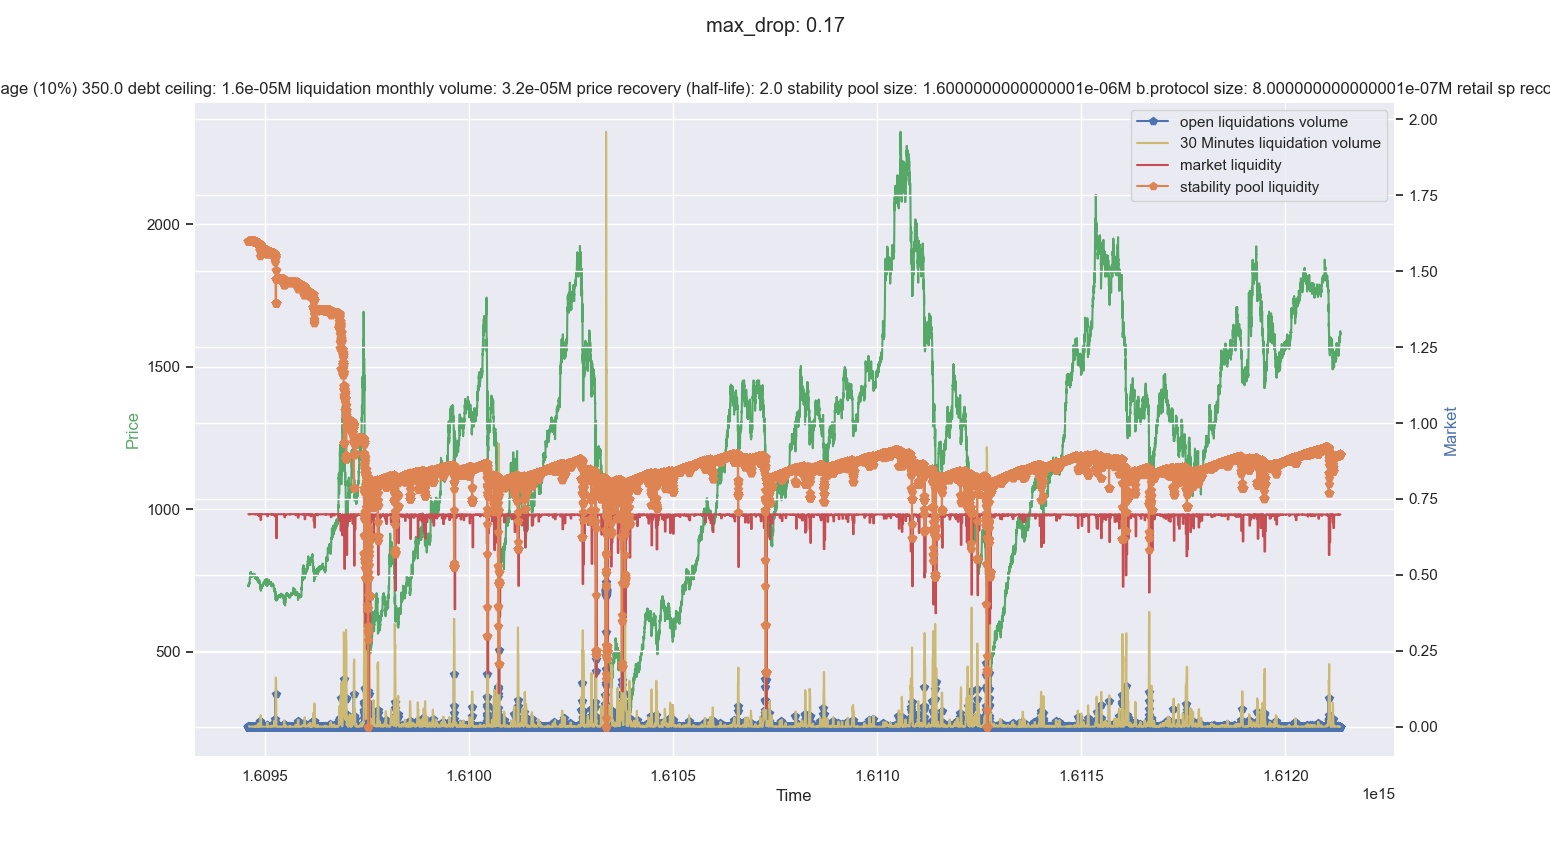 max_drop: 0.17
age (10%) 350.0 debt ceiling: 1.6e-05M liquidation monthly volume: 3.2e-05M price recovery (half-life): 2.0 stability pool size: 1.6000000000000001e-06M b.protocol size: 8.000000000000001e-07M retail sp reco
open liquidations volume
30 Minutes liquidation volume
market liquidity
stability pool liquidity
2000
1500
1000
500
Price
2.00
1.75
1.50
1.25
1.00
0.75
0.50
0.25
0.00
Market
1.6095 1.6100 1.6105 1.6110 1.6115 1.6120
Time
1e15